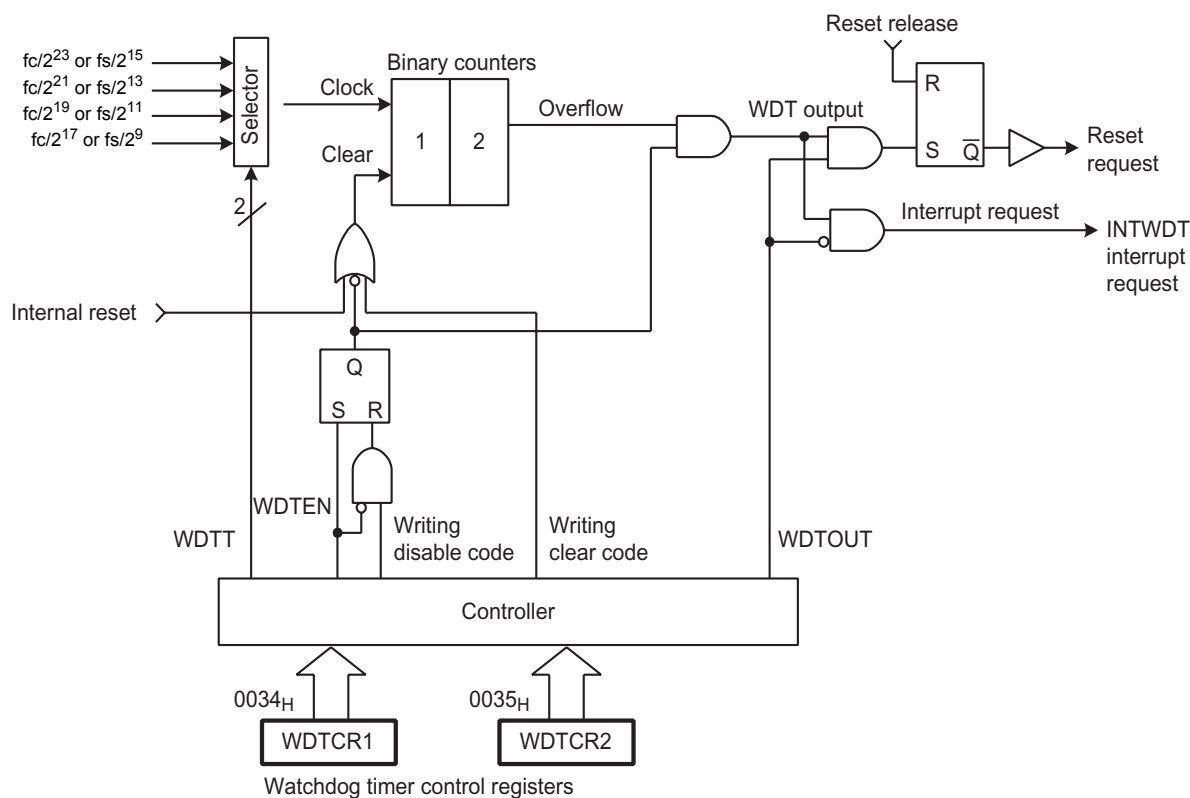 Reset release
fc/2^23 or fs/2^15
fc/2^21 or fs/2^13
fc/2^19 or fs/2^11
fc/2^17 or fs/2^9
Selector
Binary counters
Clock
Clear
1
2
Overflow
WDT output
R
S
Q̅
Reset
request
2
Interrupt request
INTWDT
interrupt
request
Internal reset
Q
S
R
WDTT
WDTEN
Writing
disable code
Writing
clear code
WDTOUT
Controller
0034H
0035H
WDTCR1
WDTCR2
Watchdog timer control registers